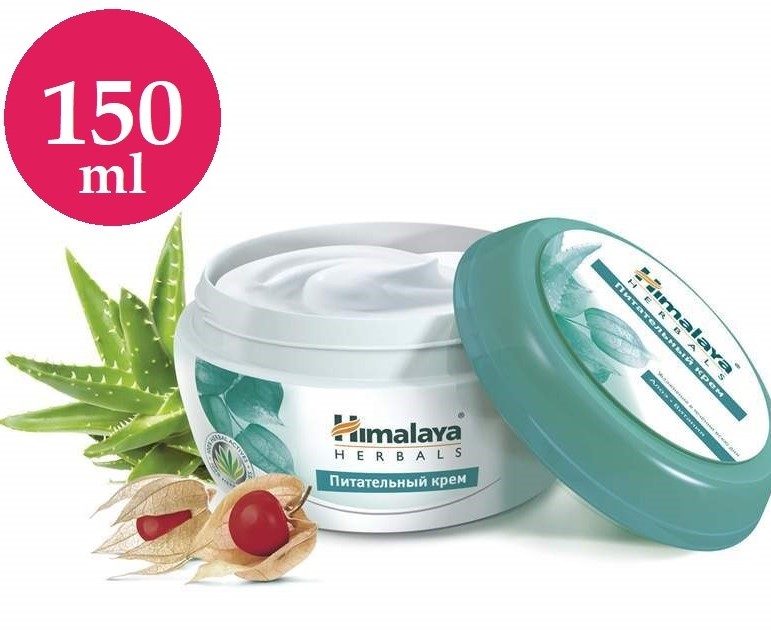 150
ml
Himalaya
HERBALS
Питательный крем
Himalaya
HERBALS
Питательный крем